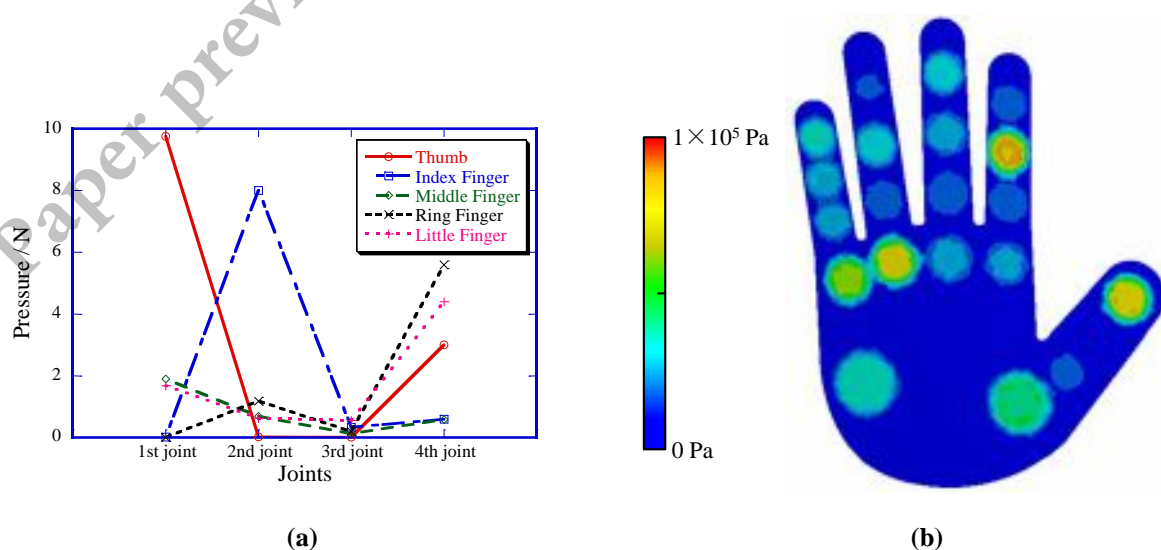 Paper preview
10
8
6
4
2
0
Pressure / N
Thumb
Index Finger
Middle Finger
Ring Finger
Little Finger
1st joint 2nd joint 3rd joint 4th joint
Joints
(a)
1×10⁵ Pa
0 Pa
(b)